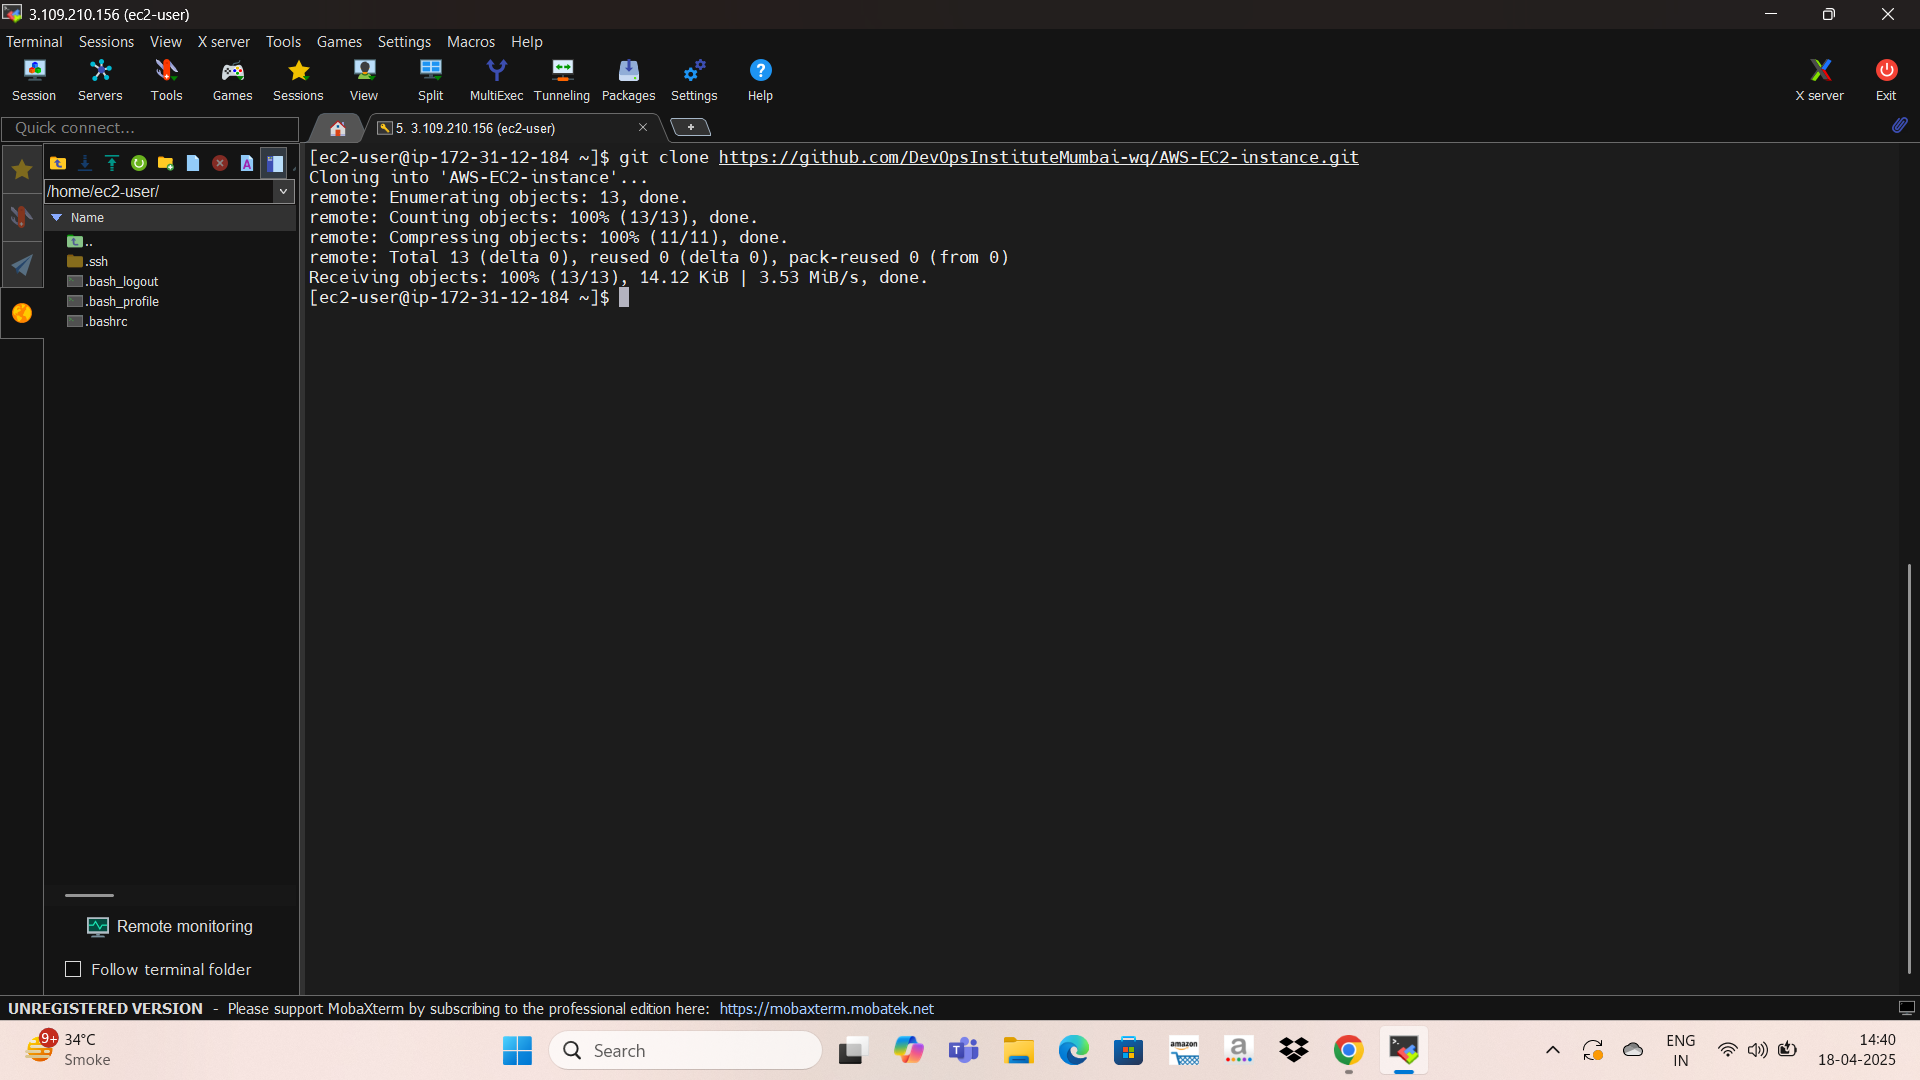 3.109.210.156 (ec2-user)
Terminal Sessions View X server Tools Games Settings Macros Help
Session Servers Tools Games Sessions View Split MultiExec Tunneling Packages Settings Help X server Exit
Quick connect...
5. 3.109.210.156 (ec2-user)
/home/ec2-user/
Name
..
.ssh
.bash_logout
.bash_profile
.bashrc
[ec2-user@ip-172-31-12-184 ~]$ git clone https://github.com/DevOpsInstituteMumbai-wq/AWS-EC2-instance.git
Cloning into 'AWS-EC2-instance'...
remote: Enumerating objects: 13, done.
remote: Counting objects: 100% (13/13), done.
remote: Compressing objects: 100% (11/11), done.
remote: Total 13 (delta 0), reused 0 (delta 0), pack-reused 0 (from 0)
Receiving objects: 100% (13/13), 14.12 KiB | 3.53 MiB/s, done.
[ec2-user@ip-172-31-12-184 ~]$
Remote monitoring
Follow terminal folder
UNREGISTERED VERSION - Please support MobaXterm by subscribing to the professional edition here: https://mobaxterm.mobatek.net
9+
34°C
Smoke
Search
amazon
a
ENG
IN
14:40
18-04-2025